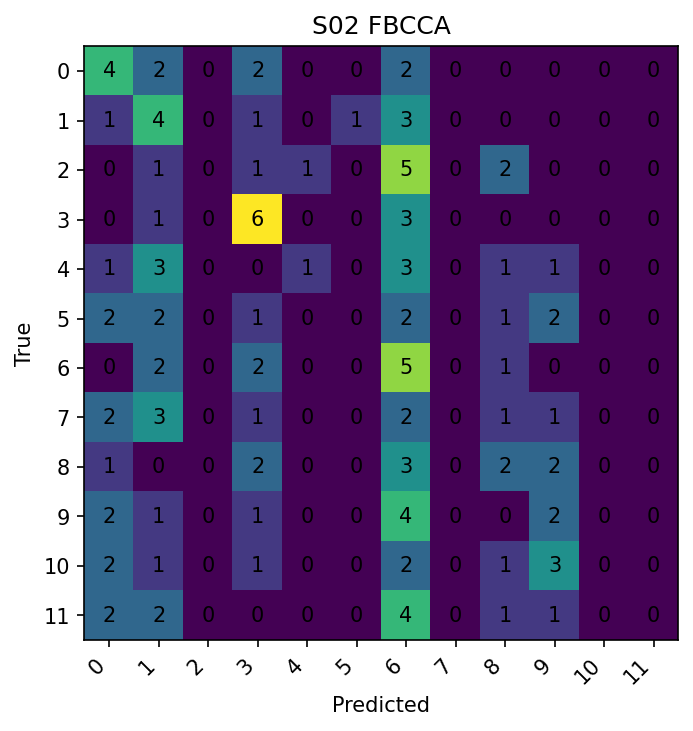 S02 FBCCA
0 4 2 0 2 0 0 2 0 0 0 0 0
1 1 4 0 1 0 1 3 0 0 0 0 0
2 0 1 0 1 1 0 5 0 2 0 0 0
3 0 1 0 6 0 0 3 0 0 0 0 0
4 1 3 0 0 1 0 3 0 1 1 0 0
5 2 2 0 1 0 0 2 0 1 2 0 0
6 0 2 0 2 0 0 5 0 1 0 0 0
7 2 3 0 1 0 0 2 0 1 1 0 0
8 1 0 0 2 0 0 3 0 2 2 0 0
9 2 1 0 1 0 0 4 0 0 2 0 0
10 2 1 0 1 0 0 2 0 1 3 0 0
11 2 2 0 0 0 0 4 0 1 1 0 0
0 1 2 3 4 5 6 7 8 9 10 11
Predicted
True